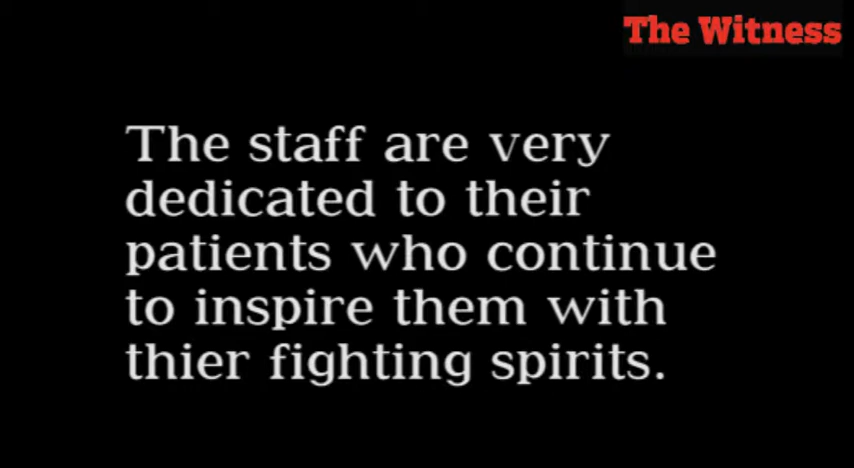 The Witness
The staff are very
dedicated to their
patients who continue
to inspire them with
thier fighting spirits.